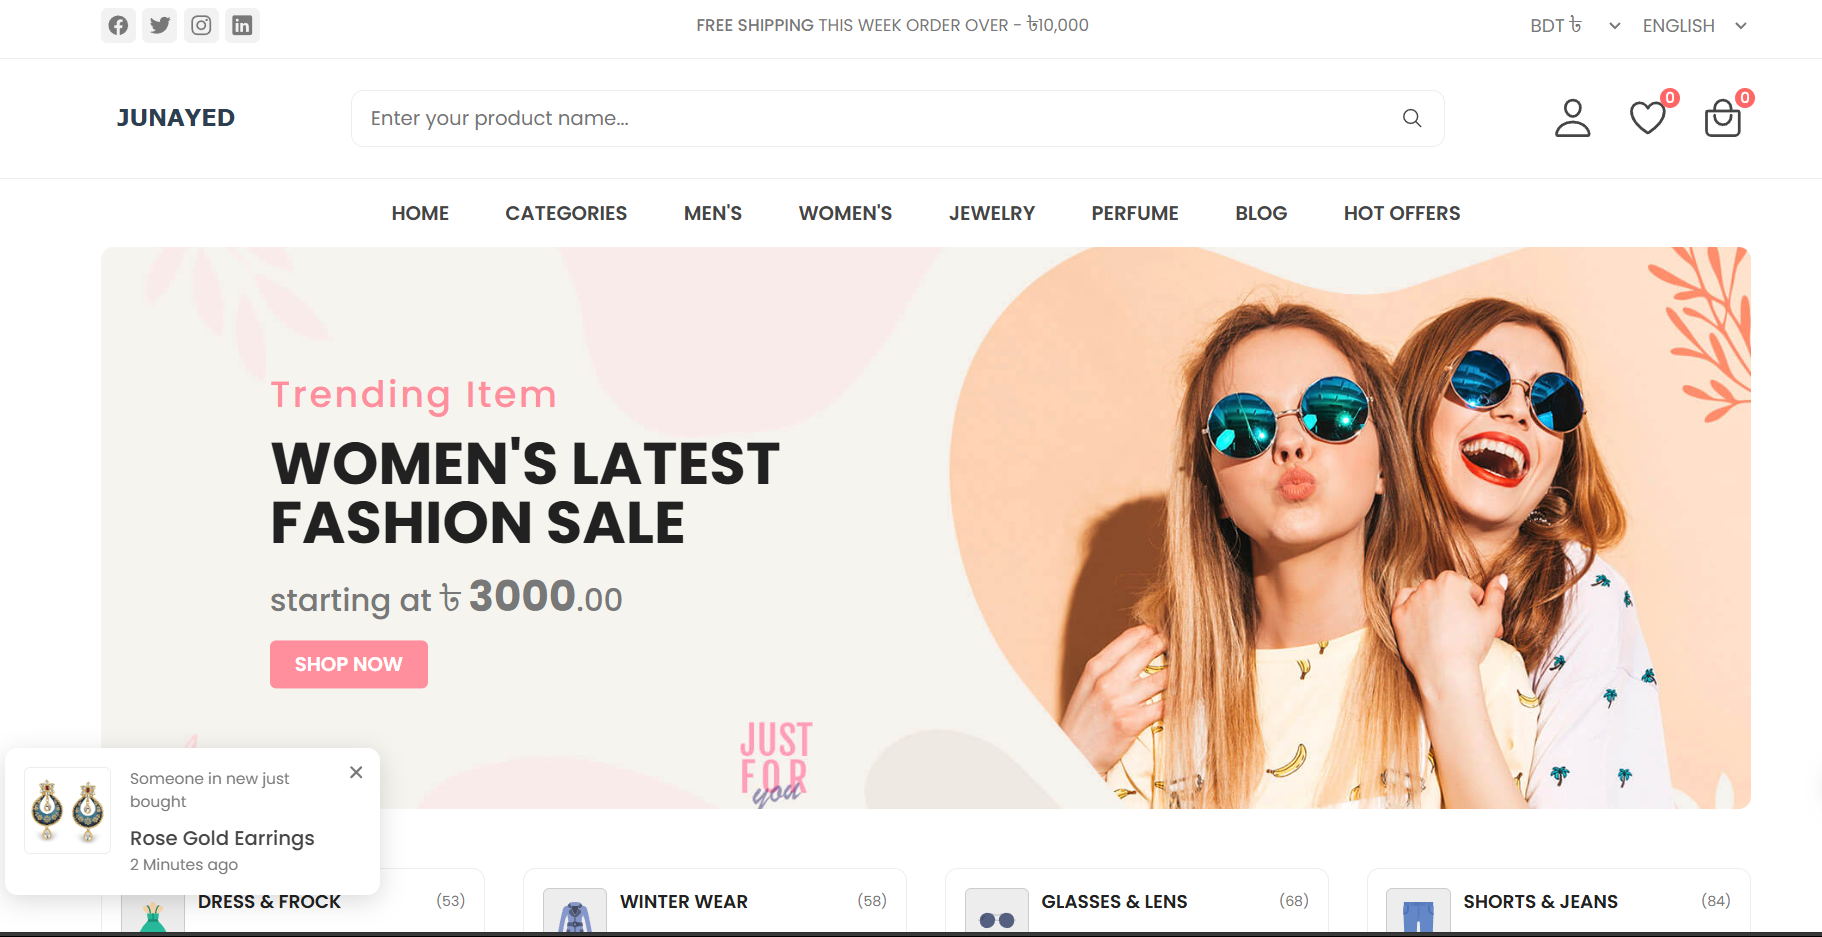 FREE SHIPPING THIS WEEK ORDER OVER - ৳10,000
BDT ৳
ENGLISH
JUNAYED
Enter your product name...
0
0
HOME
CATEGORIES
MEN'S
WOMEN'S
JEWELRY
PERFUME
BLOG
HOT OFFERS
Trending Item
WOMEN'S LATEST
FASHION SALE
starting at ৳ 3000.00
SHOP NOW
JUST
FOR
you
Someone in new just
bought
Rose Gold Earrings
2 Minutes ago
DRESS & FROCK
(53)
WINTER WEAR
(58)
GLASSES & LENS
(68)
SHORTS & JEANS
(84)